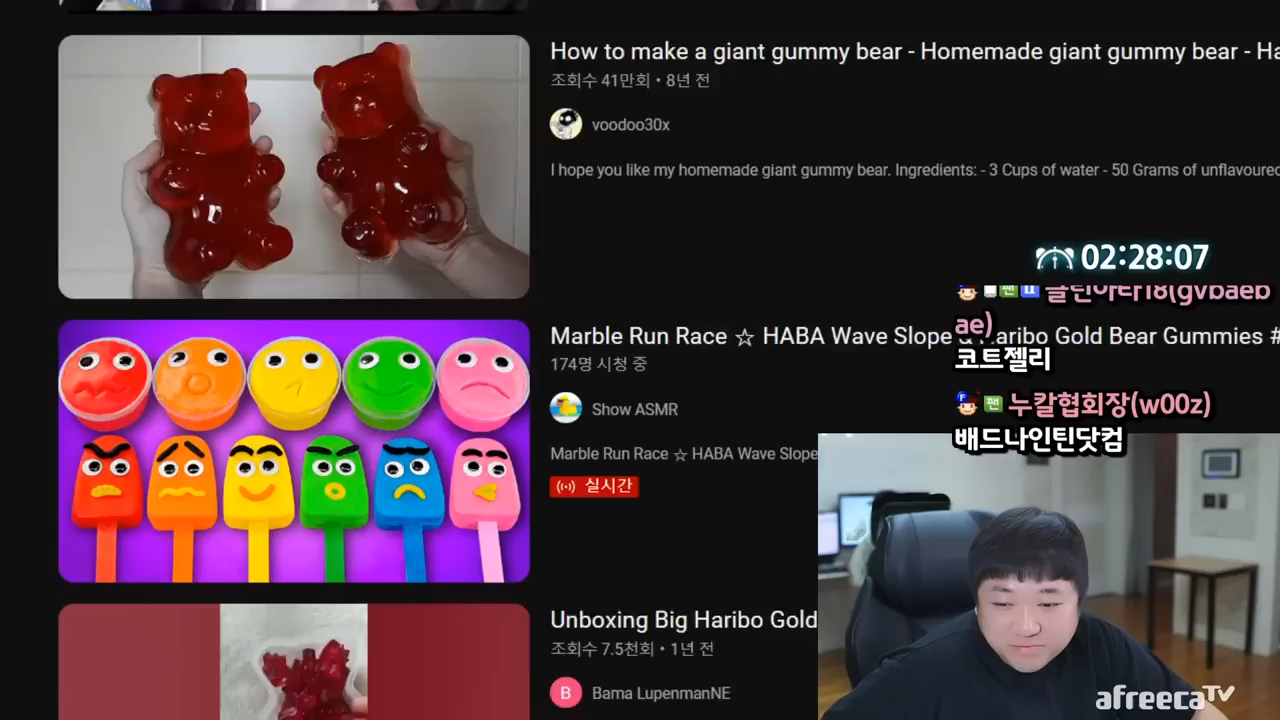 How to make a giant gummy bear - Homemade giant gummy bear - Ha
조회수 41만회 • 8년 전
voodoo30x
I hope you like my homemade giant gummy bear. Ingredients: - 3 Cups of water - 50 Grams of unflavoured
02:28:07
ae)
코트젤리
Marble Run Race ☆ HABA Wave Slope & Haribo Gold Bear Gummies #
174명 시청 중
Show ASMR
누칼협회장(w00z)
배드나인틴닷컴
Marble Run Race ☆ HABA Wave Slope
실시간
Unboxing Big Haribo Gold
조회수 7.5천회 • 1년 전
B
Bama LupenmanNE
afreecaTV